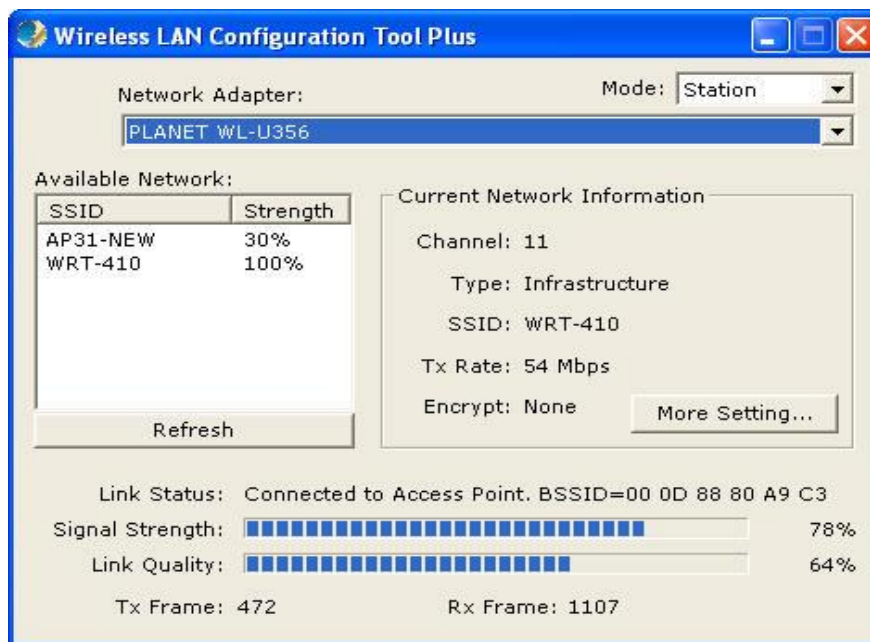 Wireless LAN Configuration Tool Plus
Network Adapter:
Mode: Station
PLANET WL-U356
Available Network:
SSID Strength
AP31-NEW 30%
WRT-410 100%
Refresh
Current Network Information
Channel: 11
Type: Infrastructure
SSID: WRT-410
Tx Rate: 54 Mbps
Encrypt: None
More Setting...
Link Status: Connected to Access Point. BSSID=00 0D 88 80 A9 C3
Signal Strength: 78%
Link Quality: 64%
Tx Frame: 472 Rx Frame: 1107